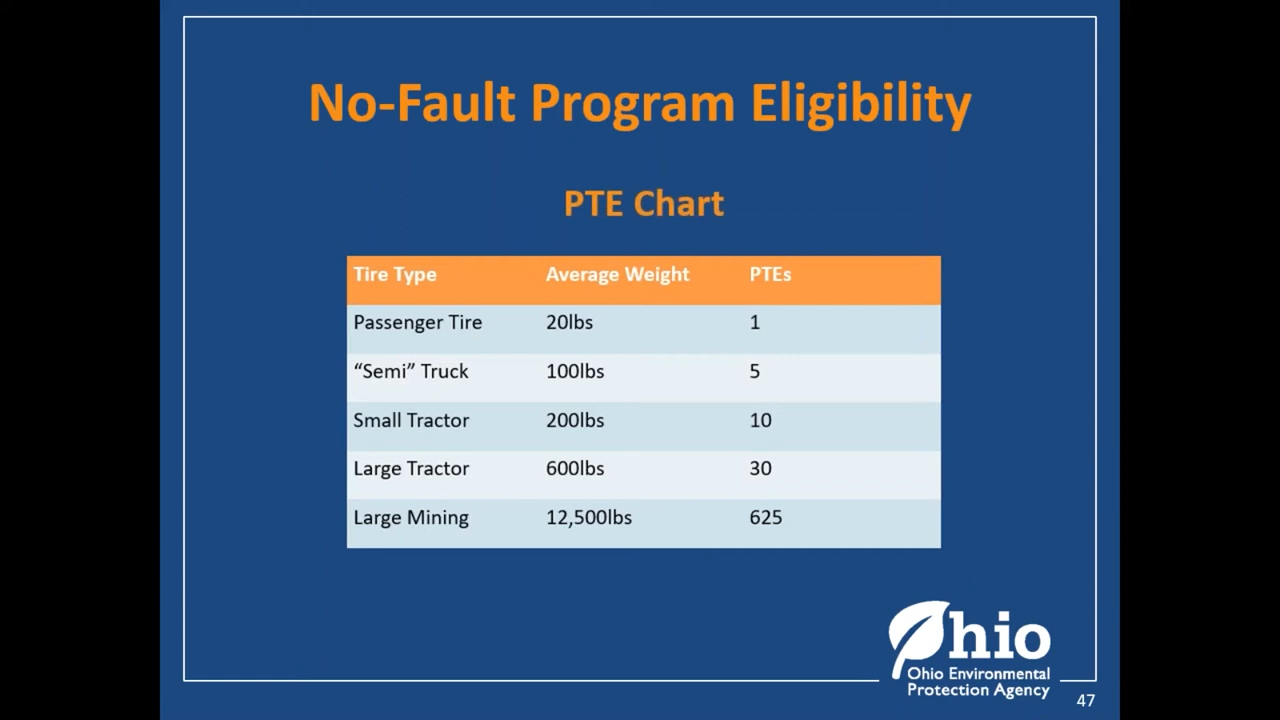 No-Fault Program Eligibility
PTE Chart
Tire Type Average Weight PTEs
Passenger Tire 20lbs 1
“Semi” Truck 100lbs 5
Small Tractor 200lbs 10
Large Tractor 600lbs 30
Large Mining 12,500lbs 625
Ohio
Ohio Environmental
Protection Agency
47